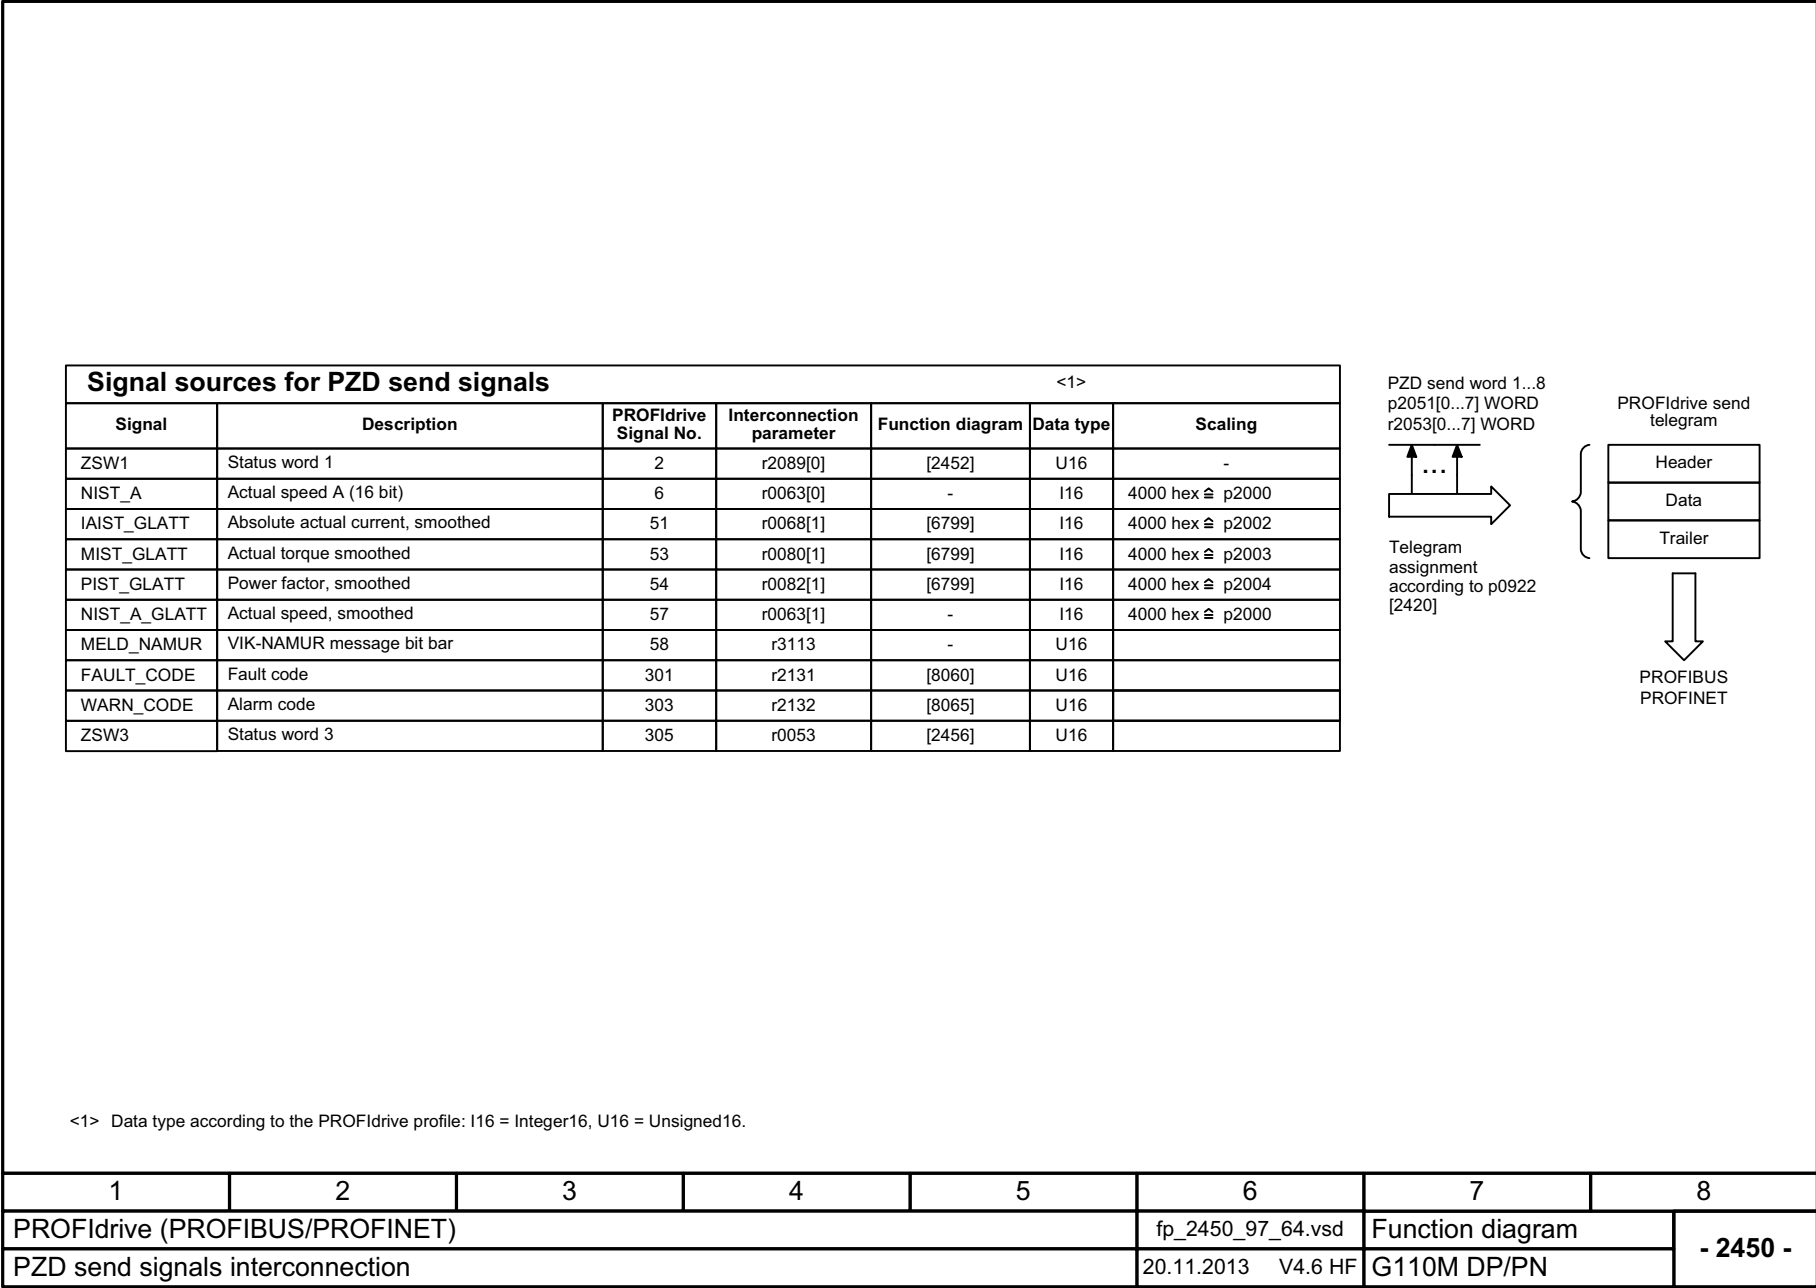 Signal sources for PZD send signals <1>
Signal Description PROFIdrive Signal No. Interconnection parameter Function diagram Data type Scaling
ZSW1 Status word 1 2 r2089[0] [2452] U16 -
NIST_A Actual speed A (16 bit) 6 r0063[0] - I16 4000 hex ≙ p2000
IAIST_GLATT Absolute actual current, smoothed 51 r0068[1] [6799] I16 4000 hex ≙ p2002
MIST_GLATT Actual torque smoothed 53 r0080[1] [6799] I16 4000 hex ≙ p2003
PIST_GLATT Power factor, smoothed 54 r0082[1] [6799] I16 4000 hex ≙ p2004
NIST_A_GLATT Actual speed, smoothed 57 r0063[1] - I16 4000 hex ≙ p2000
MELD_NAMUR VIK-NAMUR message bit bar 58 r3113 - U16
FAULT_CODE Fault code 301 r2131 [8060] U16
WARN_CODE Alarm code 303 r2132 [8065] U16
ZSW3 Status word 3 305 r0053 [2456] U16
PZD send word 1...8
p2051[0...7] WORD
r2053[0...7] WORD
...
Telegram
assignment
according to p0922
[2420]
PROFIdrive send
telegram
Header
Data
Trailer
PROFIBUS
PROFINET
<1> Data type according to the PROFIdrive profile: I16 = Integer16, U16 = Unsigned16.
1 2 3 4 5 6 7 8
PROFIdrive (PROFIBUS/PROFINET) fp_2450_97_64.vsd Function diagram
- 2450 -
PZD send signals interconnection 20.11.2013 V4.6 HF G110M DP/PN